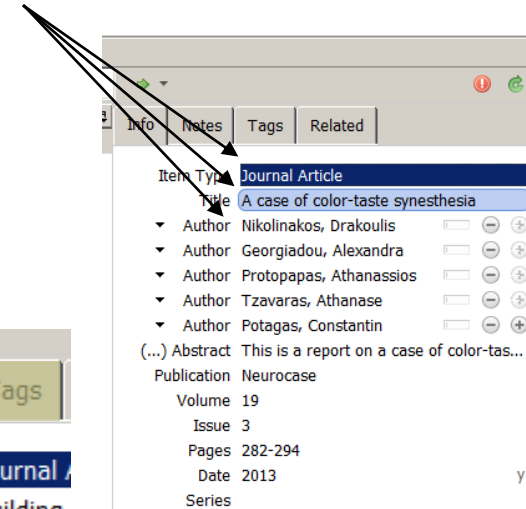 Info Notes Tags Related
Item Type Journal Article
Title A case of color-taste synesthesia
Author Nikolinakos, Drakoulis
Author Georgiadou, Alexandra
Author Protopapas, Athanassios
Author Tzavaras, Athanase
Author Potagas, Constantin
(...) Abstract This is a report on a case of color-tas...
Publication Neurocase
Volume 19
Issue 3
Pages 282-294
Date 2013 y
Series
ags
urnal